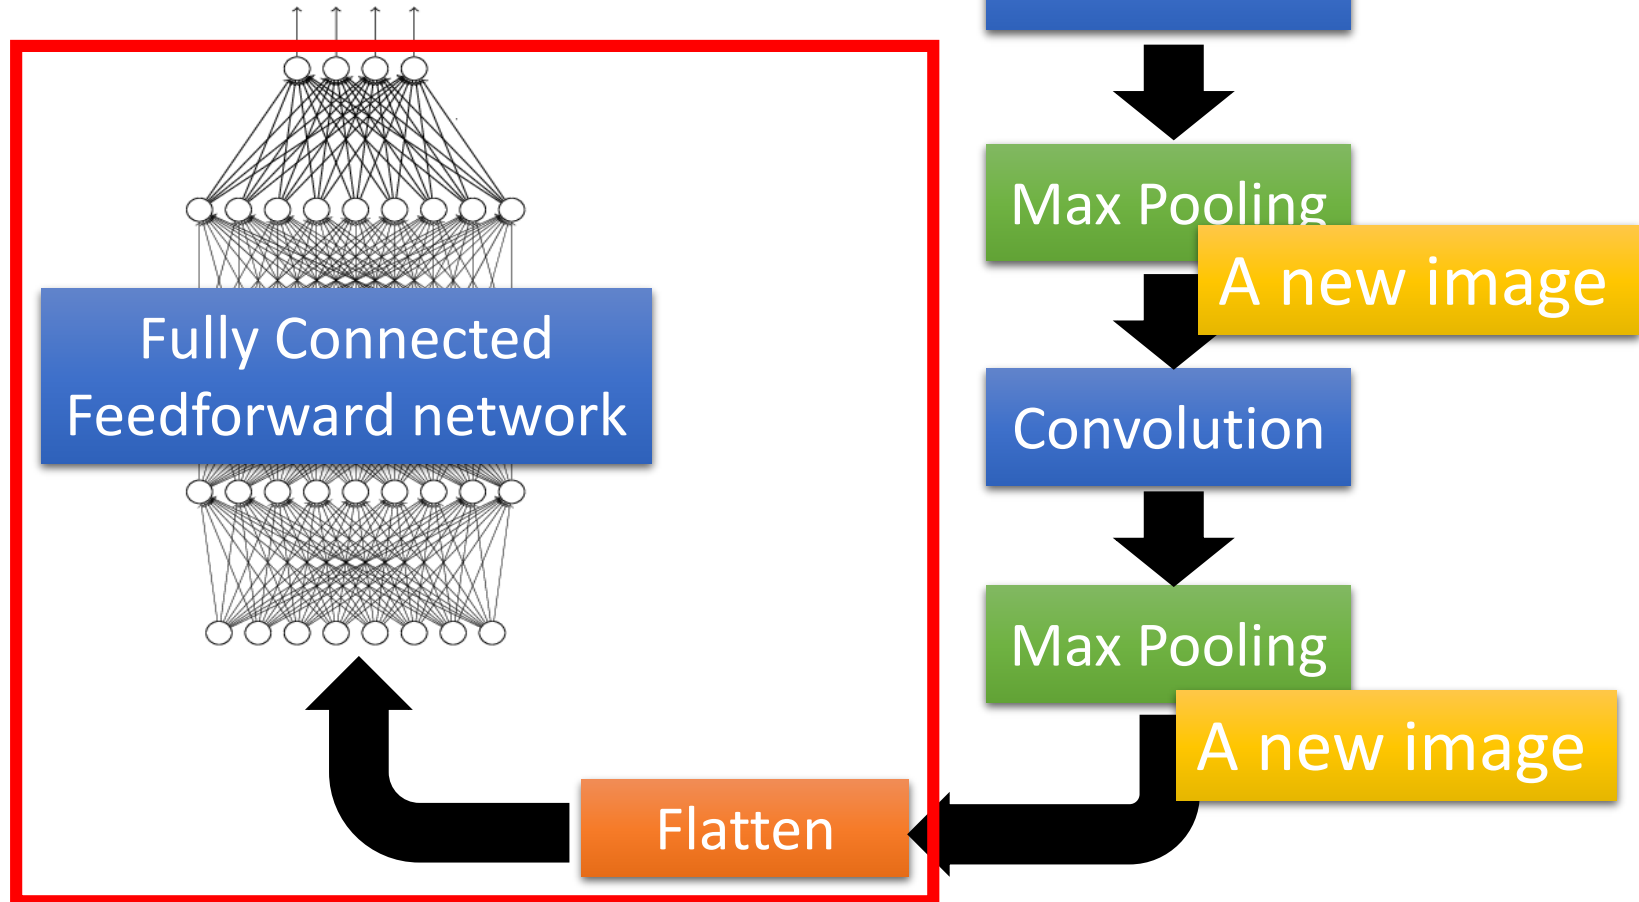 Max Pooling
A new image
Fully Connected
Feedforward network
Convolution
Max Pooling
A new image
Flatten